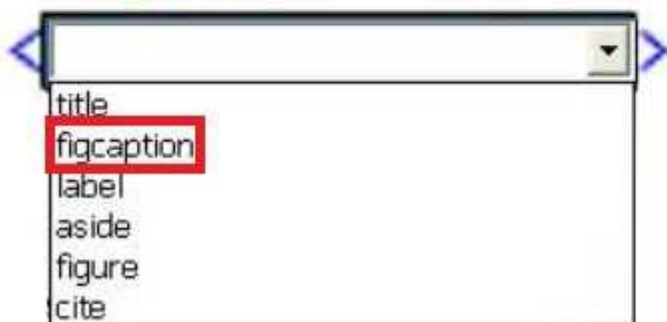 <
>
title
figcaption
label
aside
figure
cite